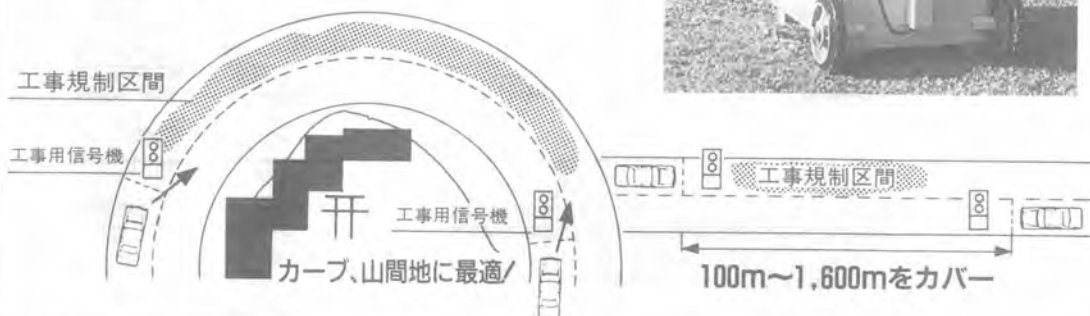 工事規制区間
工事用信号機
工事用信号機
カーブ、山間地に最適!
工事規制区間
100m～1,600mをカバー